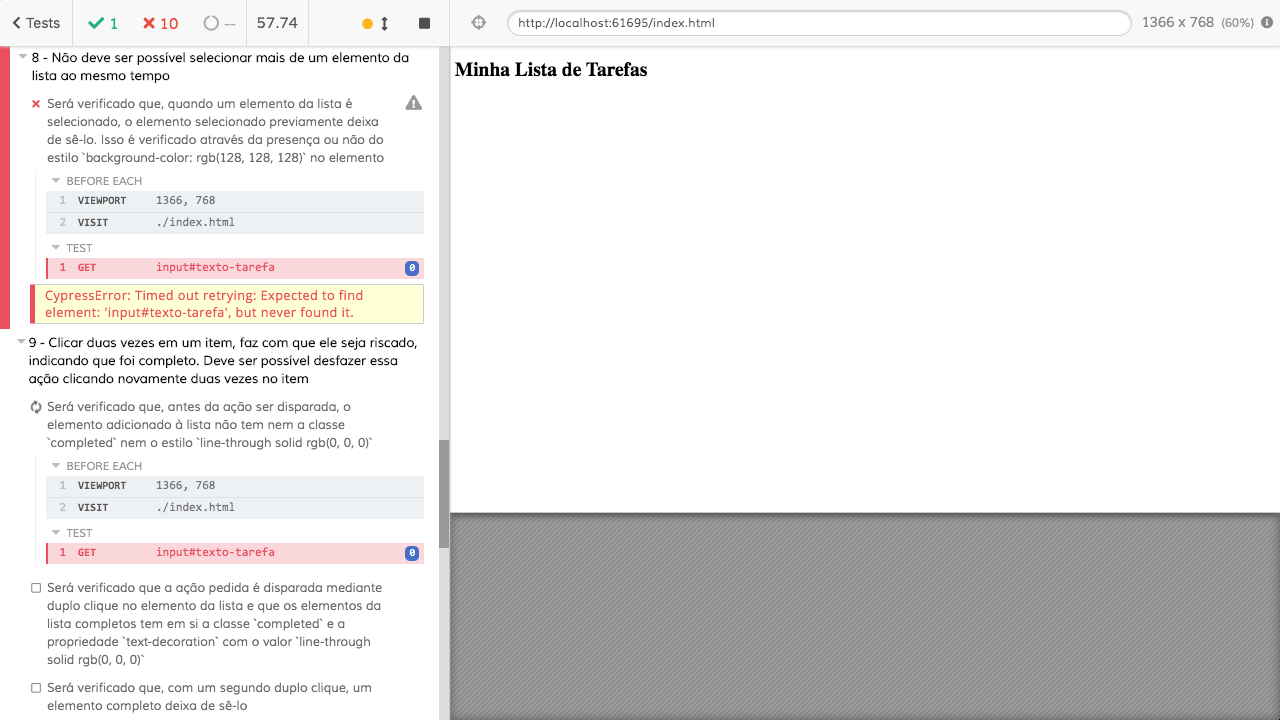 Tests
1
10
--
57.74
http://localhost:61695/index.html
1366 x 768 (60%)
8 - Não deve ser possível selecionar mais de um elemento da
lista ao mesmo tempo
Será verificado que, quando um elemento da lista é
selecionado, o elemento selecionado previamente deixa
de sê-lo. Isso é verificado através da presença ou não do
estilo `background-color: rgb(128, 128, 128)` no elemento
BEFORE EACH
1 VIEWPORT 1366, 768
2 VISIT ./index.html
TEST
1 GET input#texto-tarefa 0
CypressError: Timed out retrying: Expected to find
element: 'input#texto-tarefa', but never found it.
9 - Clicar duas vezes em um item, faz com que ele seja riscado,
indicando que foi completo. Deve ser possível desfazer essa
ação clicando novamente duas vezes no item
Será verificado que, antes da ação ser disparada, o
elemento adicionado à lista não tem nem a classe
`completed` nem o estilo `line-through solid rgb(0, 0, 0)`
BEFORE EACH
1 VIEWPORT 1366, 768
2 VISIT ./index.html
TEST
1 GET input#texto-tarefa 0
Será verificado que a ação pedida é disparada mediante
duplo clique no elemento da lista e que os elementos da
lista completos tem em si a classe `completed` e a
propriedade `text-decoration` com o valor `line-through
solid rgb(0, 0, 0)`
Será verificado que, com um segundo duplo clique, um
elemento completo deixa de sê-lo
Minha Lista de Tarefas